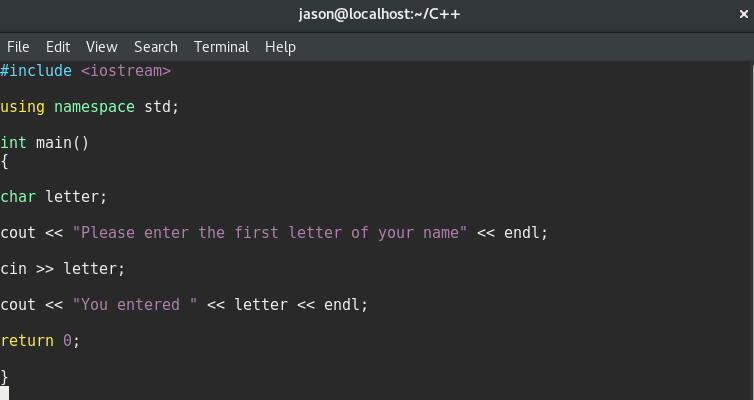 jason@localhost:~/C++
File Edit View Search Terminal Help
#include <iostream>
using namespace std;
int main()
{
char letter;
cout << "Please enter the first letter of your name" << endl;
cin >> letter;
cout << "You entered " << letter << endl;
return 0;
}